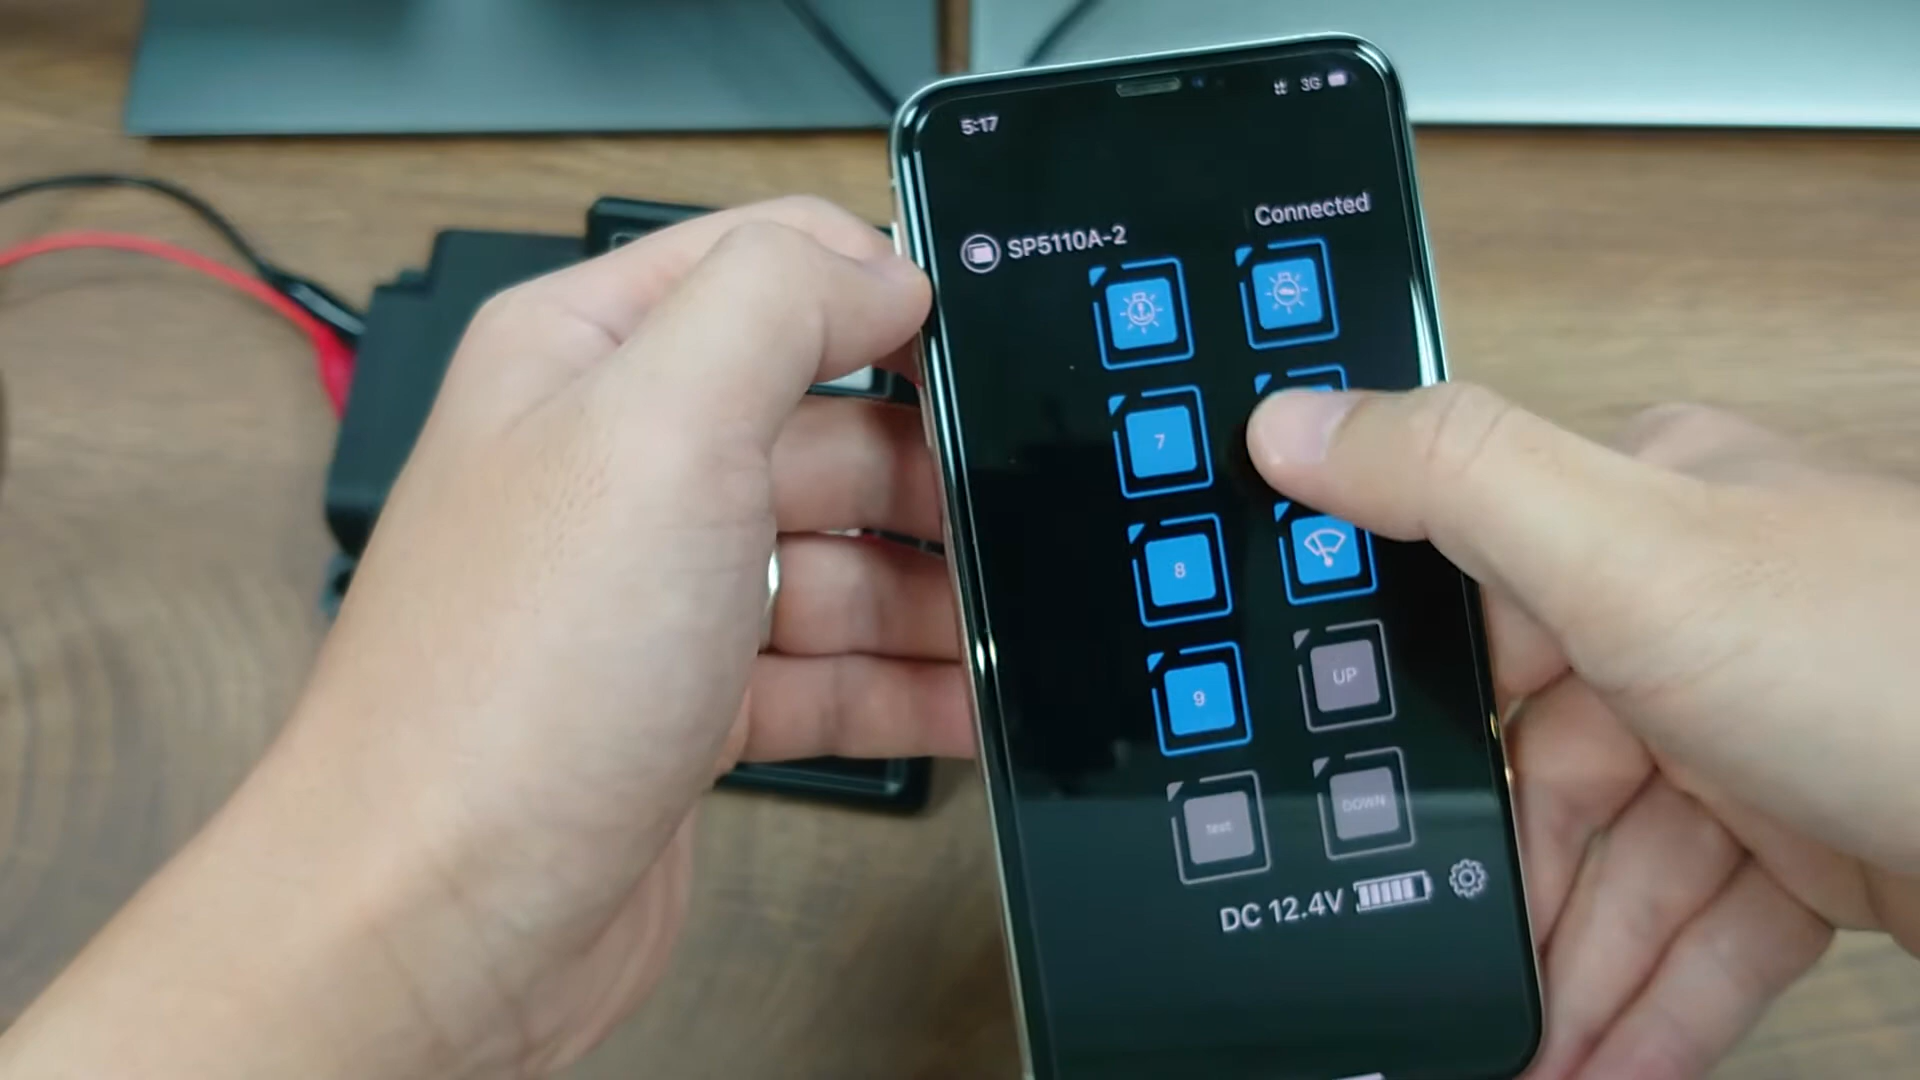 5:17
3G
Connected
SP5110A-2
7
8
9
UP
test
DOWN
DC 12.4V